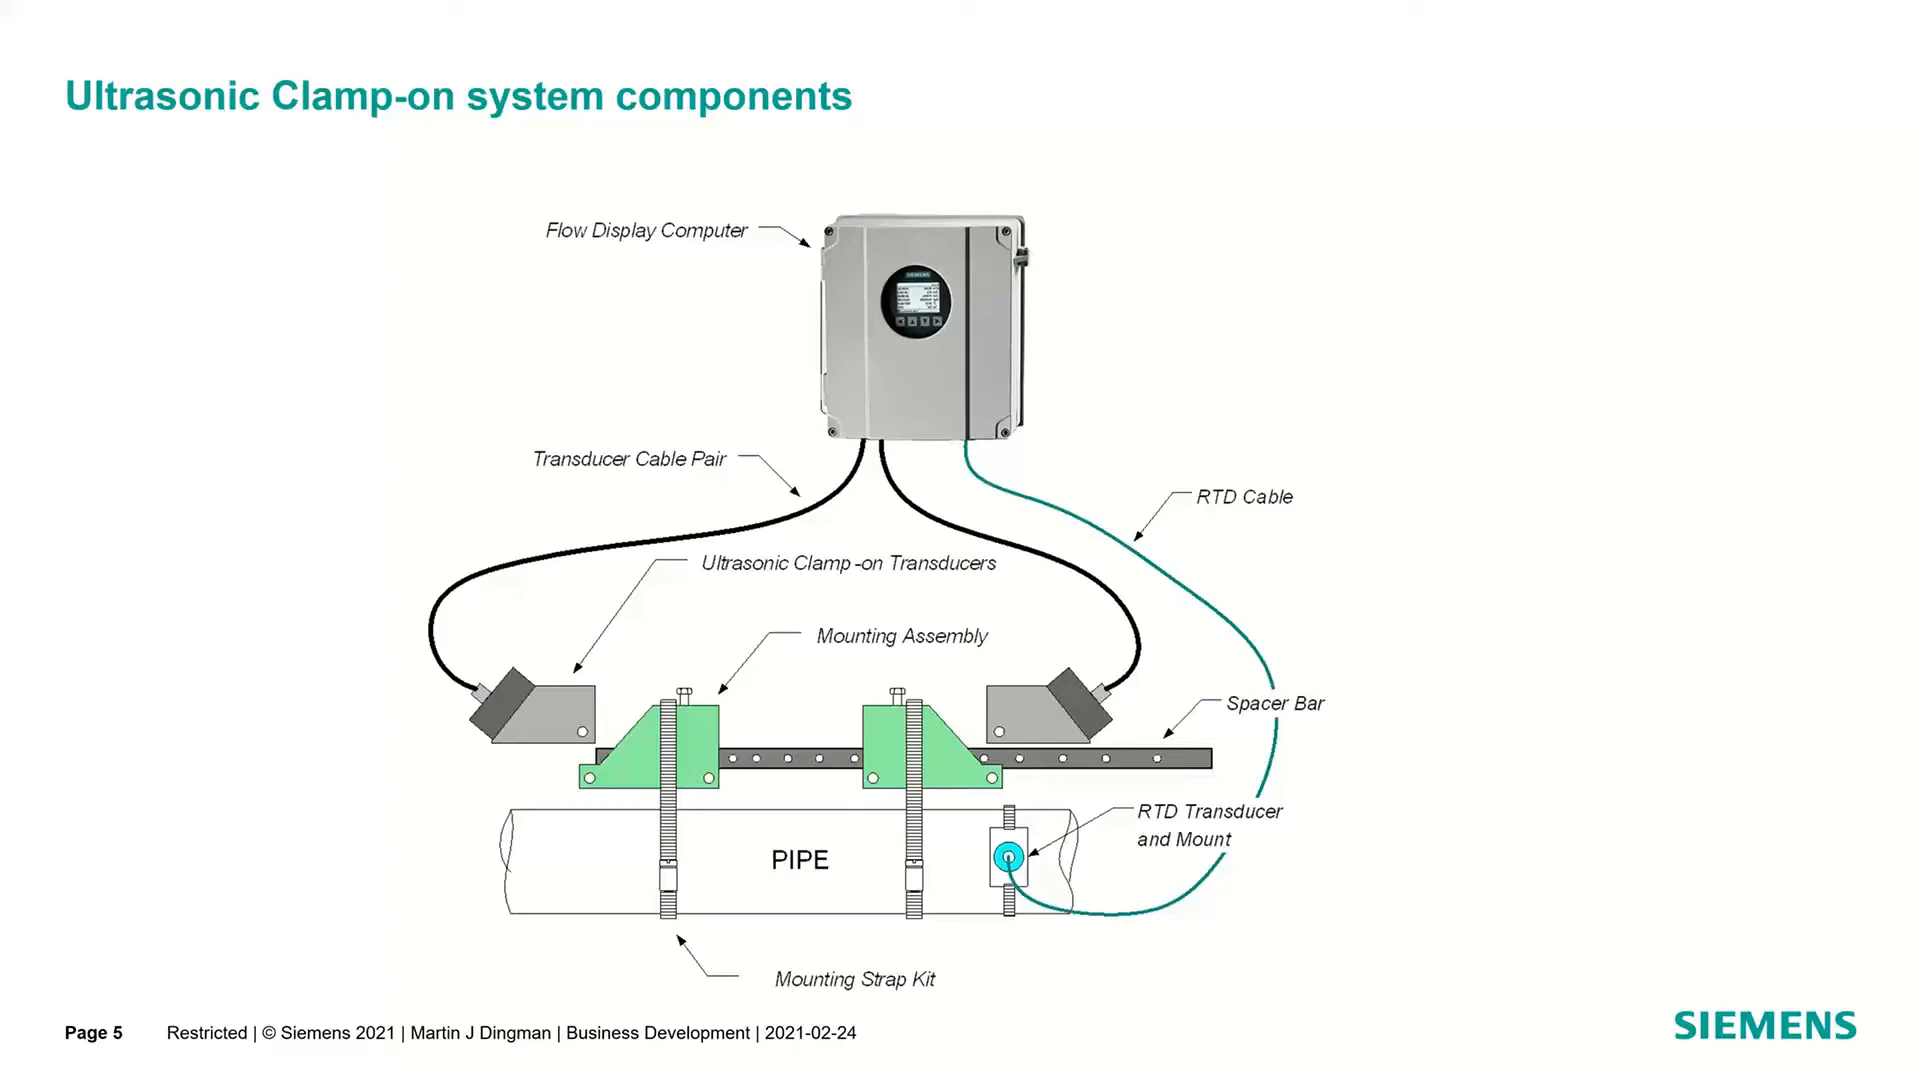 Ultrasonic Clamp-on system components
Flow Display Computer
SIEMENS
Transducer Cable Pair
RTD Cable
Ultrasonic Clamp-on Transducers
Mounting Assembly
Spacer Bar
RTD Transducer
and Mount
PIPE
Mounting Strap Kit
Page 5 Restricted | © Siemens 2021 | Martin J Dingman | Business Development | 2021-02-24
SIEMENS